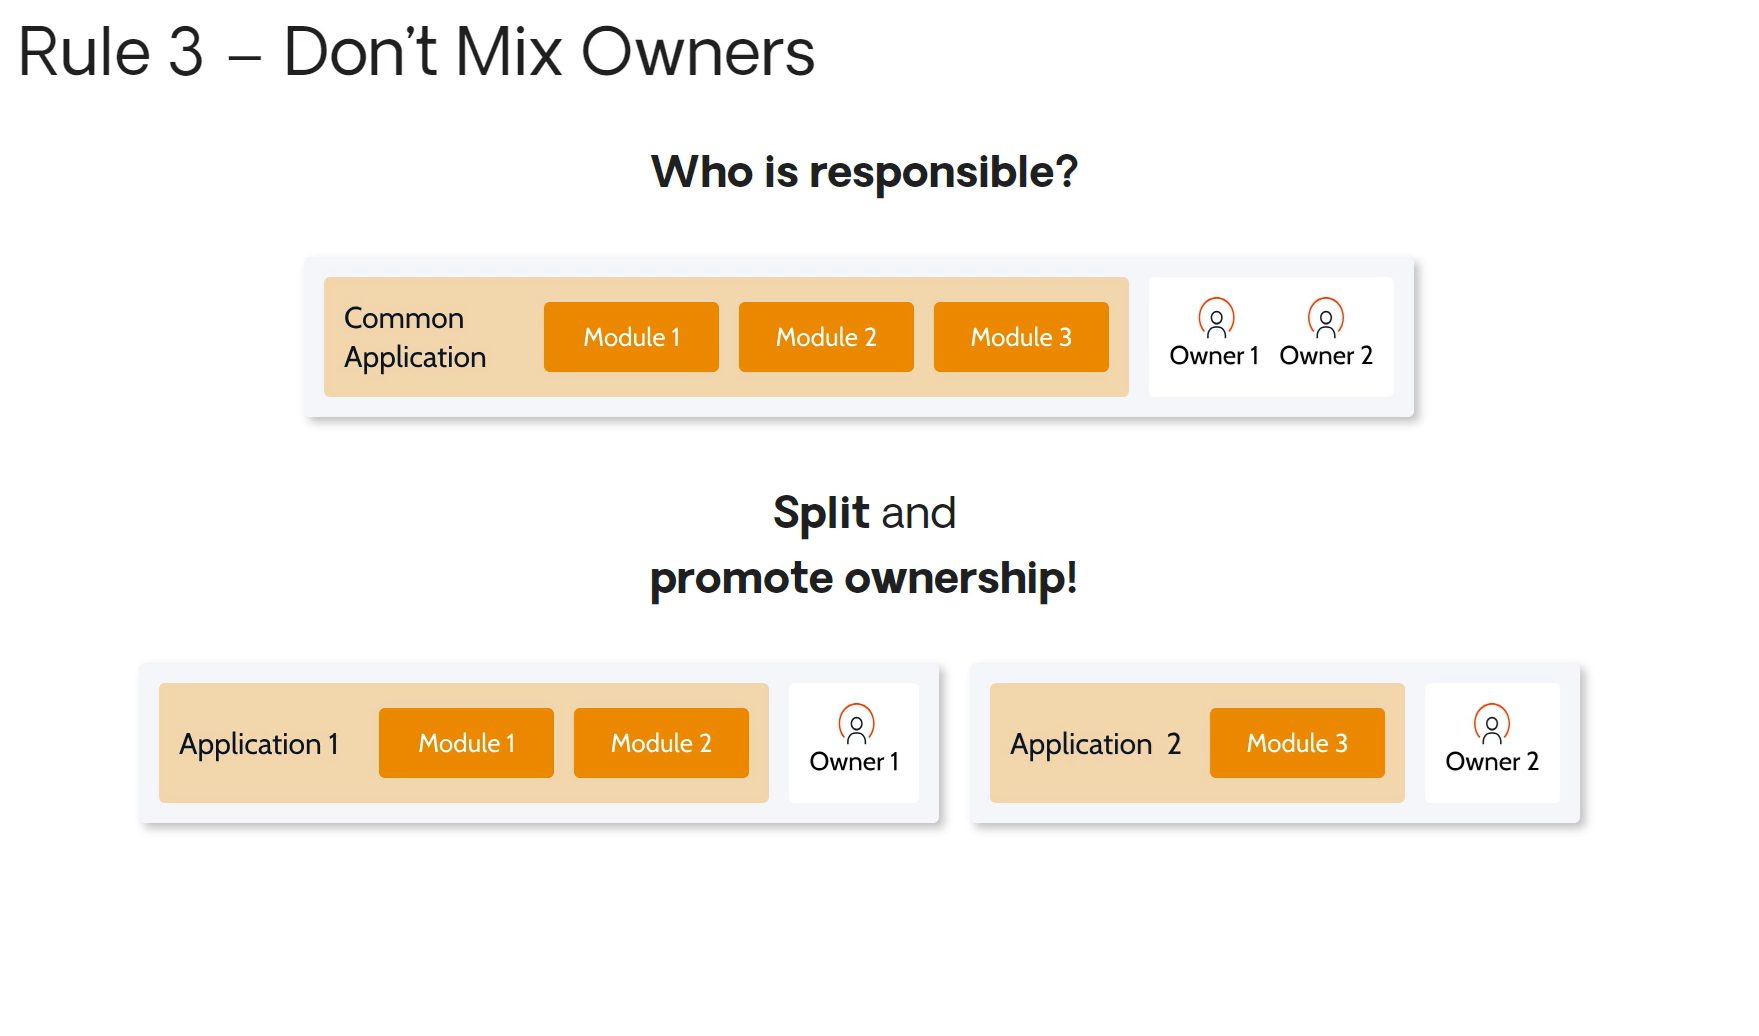 Rule 3 – Don’t Mix Owners
Who is responsible?
Common
Application
Module 1
Module 2
Module 3
Owner 1
Owner 2
Split and
promote ownership!
Application 1
Module 1
Module 2
Owner 1
Application 2
Module 3
Owner 2